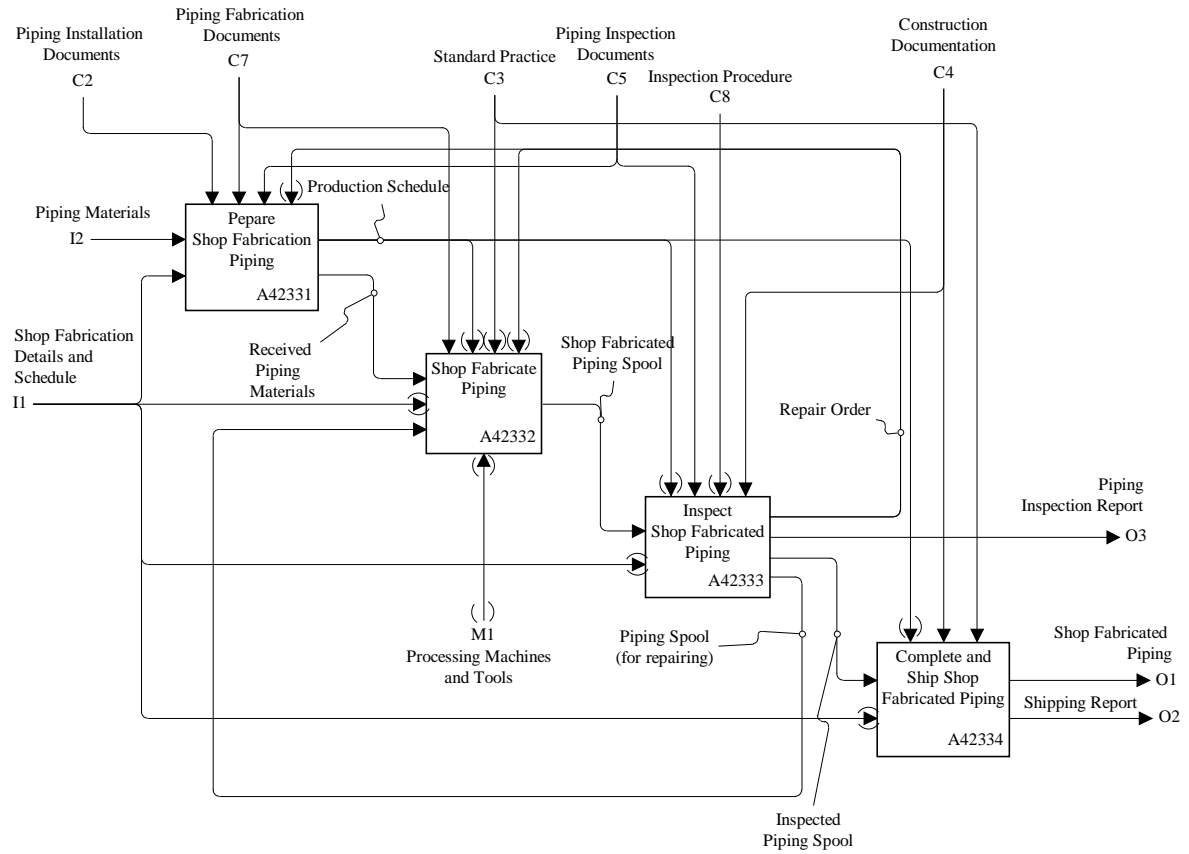 Piping Installation
Documents
C2
Piping Fabrication
Documents
C7
Standard Practice
C3
Piping Inspection
Documents
C5
Inspection Procedure
C8
Construction
Documentation
C4
Production Schedule
Piping Materials
I2
Pepare
Shop Fabrication
Piping
A42331
Shop Fabrication
Details and
Schedule
I1
Received
Piping
Materials
Shop Fabricate
Piping
A42332
Shop Fabricated
Piping Spool
Repair Order
Inspect
Shop Fabricated
Piping
A42333
Piping
Inspection Report
O3
M1
Processing Machines
and Tools
Piping Spool
(for repairing)
Complete and
Ship Shop
Fabricated Piping
A42334
Shop Fabricated
Piping
O1
Shipping Report
O2
Inspected
Piping Spool